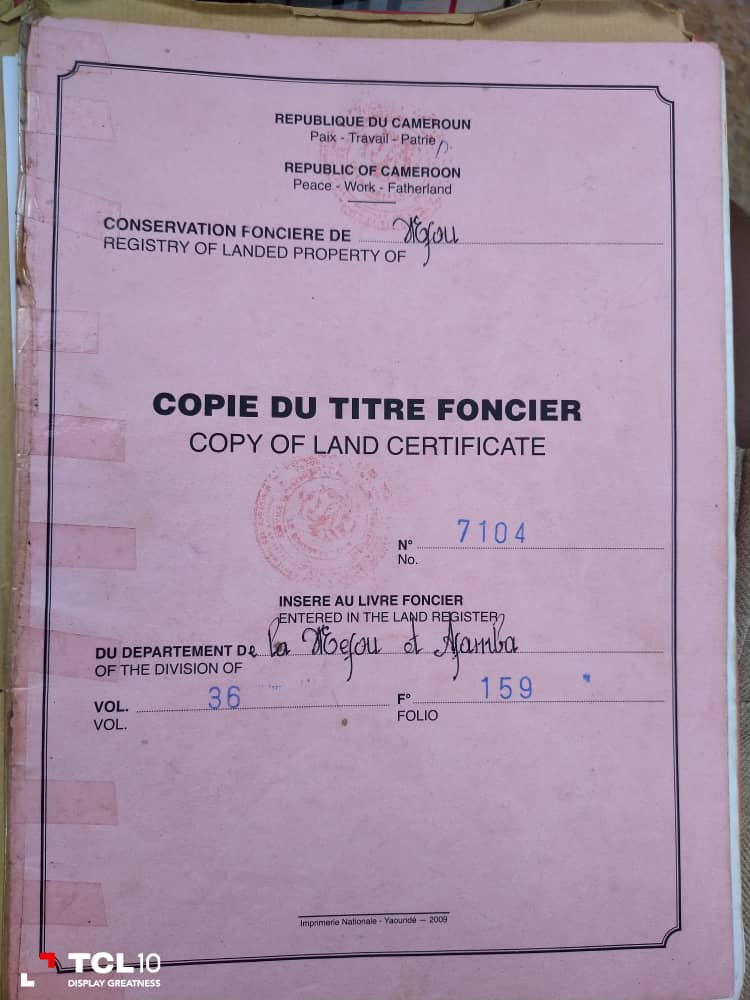 REPUBLIQUE DU CAMEROUN
Paix - Travail - Patrie
REPUBLIC OF CAMEROON
Peace - Work - Fatherland
CONSERVATION FONCIERE DE Mefou
REGISTRY OF LANDED PROPERTY OF
COPIE DU TITRE FONCIER
COPY OF LAND CERTIFICATE
N° 7104
No.
INSERE AU LIVRE FONCIER
ENTERED IN THE LAND REGISTER
DU DEPARTEMENT De la Mefou et Afamba
OF THE DIVISION OF
VOL. 36 F° 159
VOL. FOLIO
Imprimerie Nationale - Yaoundé — 2009
TCL 10
DISPLAY GREATNESS